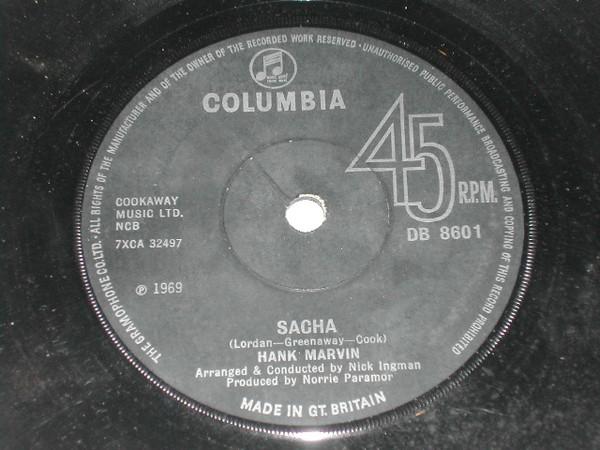 THE GRAMOPHONE CO. LTD. · ALL RIGHTS OF THE MANUFACTURER AND OF THE OWNER OF THE RECORDED WORK RESERVED · UNAUTHORISED PUBLIC PERFORMANCE BROADCASTING AND COPYING OF THIS RECORD PROHIBITED
COLUMBIA
45 R.P.M.
COOKAWAY
MUSIC LTD.
NCB
7XCA 32497
DB 8601
℗ 1969
SACHA
(Lordan—Greenaway—Cook)
HANK MARVIN
Arranged & Conducted by Nick Ingman
Produced by Norrie Paramor
MADE IN GT. BRITAIN